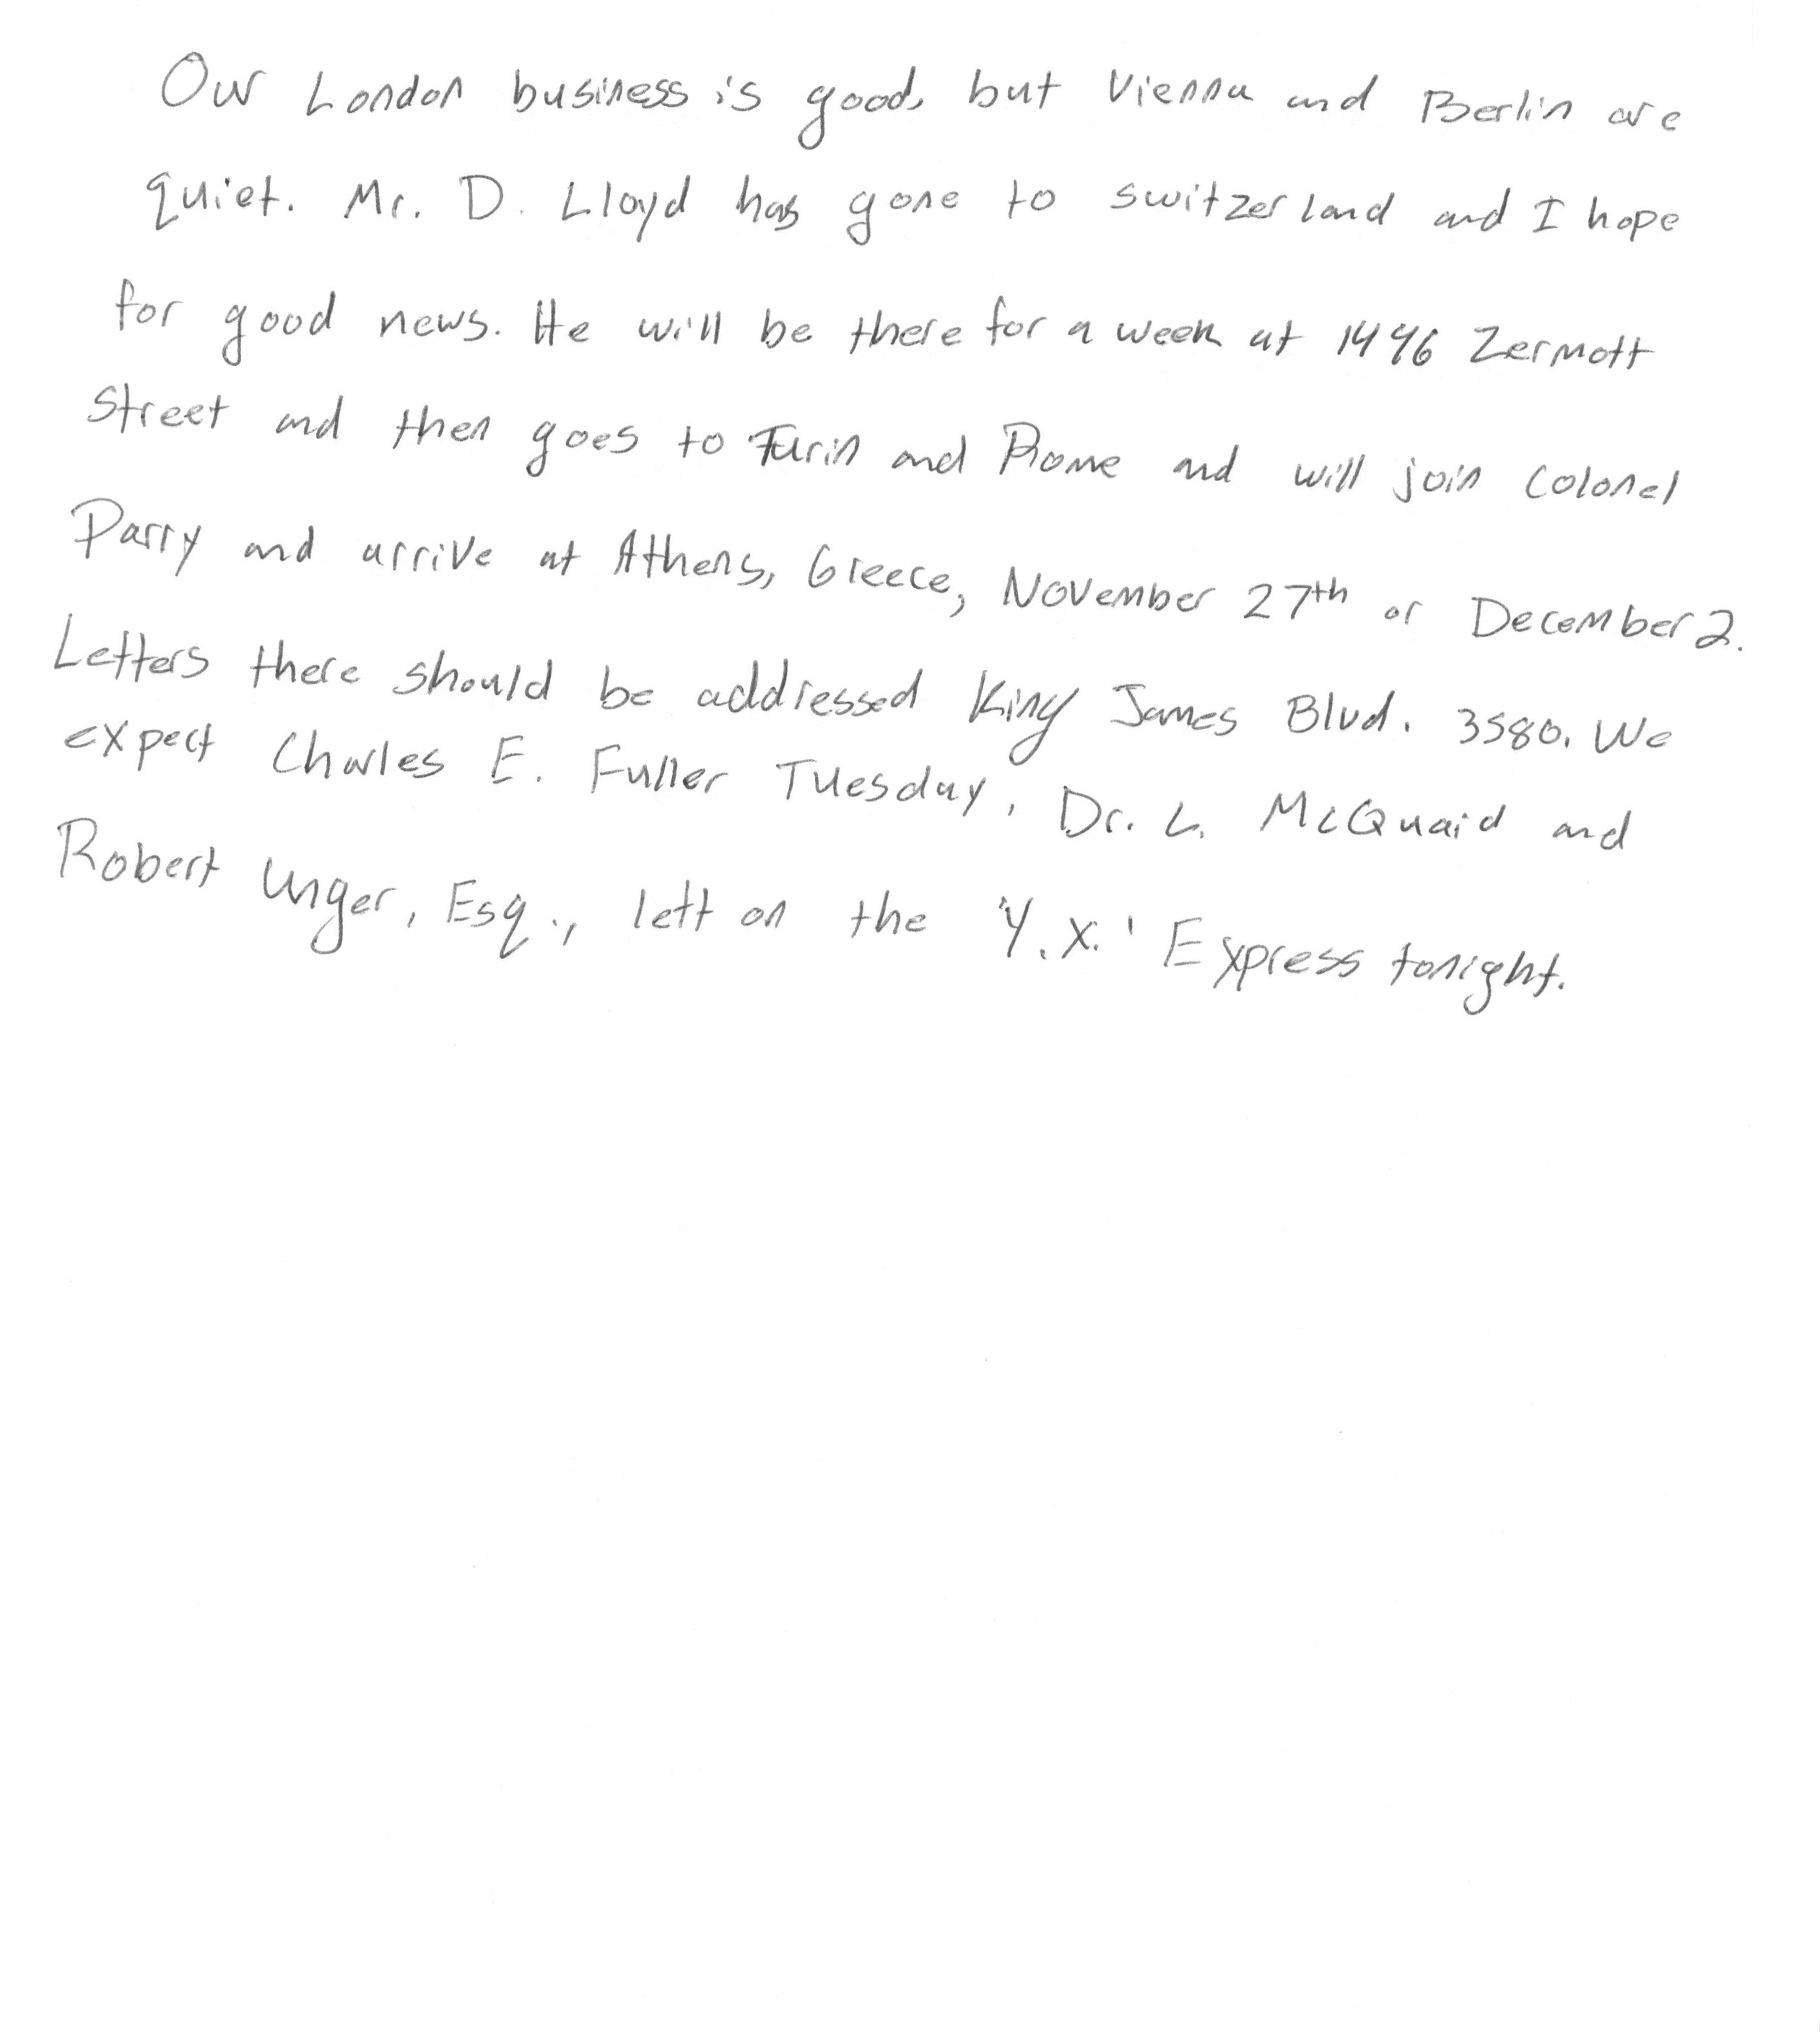 Our London business is good, but Vienna and Berlin are
quiet. Mr. D. Lloyd has gone to switzerland and I hope
for good news. He will be there for a week at 1496 Zermott
street and then goes to Turin and Rome and will join Colonel
Parry and arrive at Athens, Greece, November 27th or December 2.
Letters there should be addressed King James Blvd. 3580. We
expect Charles E. Fuller Tuesday. Dr. L. McQuaid and
Robert Unger, Esq., left on the 'Y.X.' Express tonight.